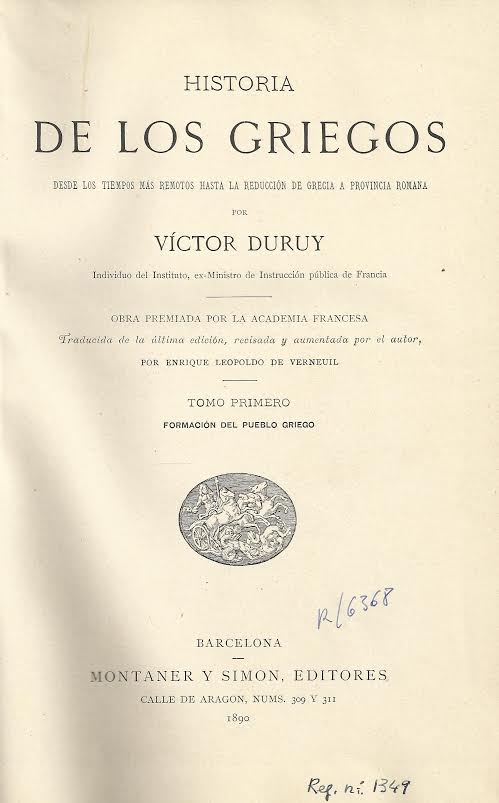 HISTORIA
DE LOS GRIEGOS
DESDE LOS TIEMPOS MÁS REMOTOS HASTA LA REDUCCIÓN DE GRECIA A PROVINCIA ROMANA
POR
VÍCTOR DURUY
Individuo del Instituto, ex-Ministro de Instrucción pública de Francia
OBRA PREMIADA POR LA ACADEMIA FRANCESA
Traducida de la última edición, revisada y aumentada por el autor,
POR ENRIQUE LEOPOLDO DE VERNEUIL
TOMO PRIMERO
FORMACIÓN DEL PUEBLO GRIEGO
R/6368
BARCELONA
MONTANER Y SIMON, EDITORES
CALLE DE ARAGON, NUMS. 309 Y 311
1890
Reg. ní. 1349